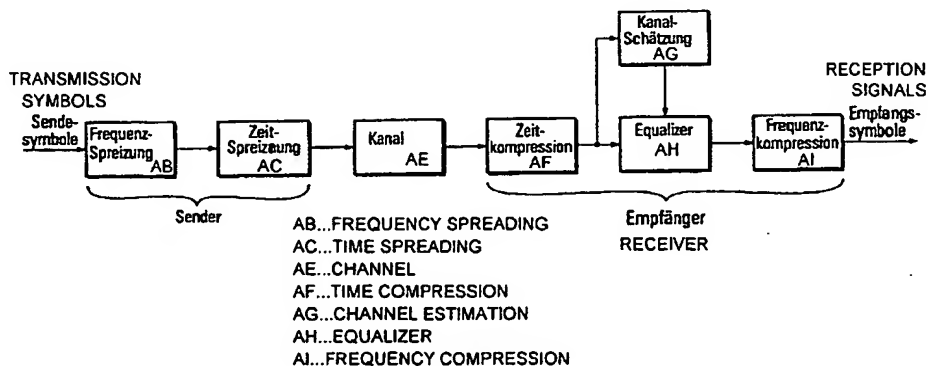 Kanal-
Schätzung
AG
TRANSMISSION
SYMBOLS
Sende-
symbole
RECEPTION
SIGNALS
Empfangs-
symbole
Frequenz-
Spreizung
AB
Zeit-
Spreizeung
AC
Kanal
AE
Zeit-
kompression
AF
Equalizer
AH
Frequenz-
kompression
AI
Sender
Empfänger
RECEIVER
AB...FREQUENCY SPREADING
AC...TIME SPREADING
AE...CHANNEL
AF...TIME COMPRESSION
AG...CHANNEL ESTIMATION
AH...EQUALIZER
AI...FREQUENCY COMPRESSION